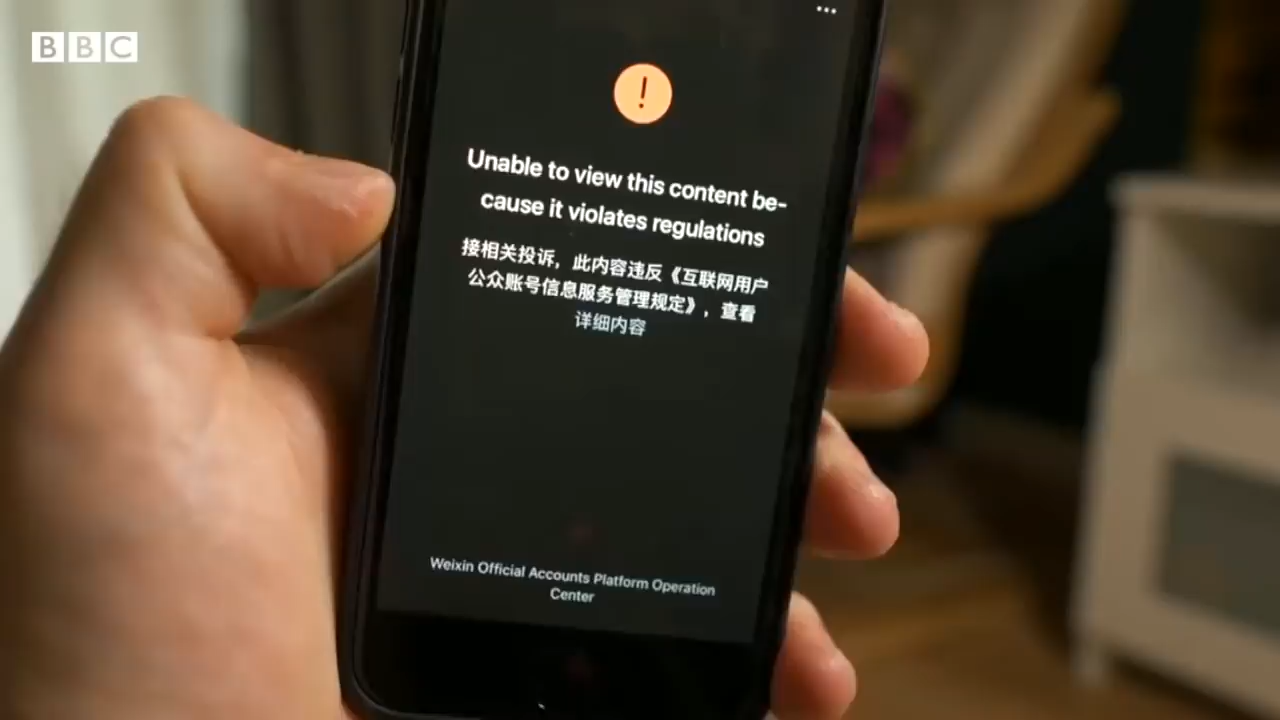 BBC
Unable to view this content be-
cause it violates regulations
接相关投诉，此内容违反《互联网用户
公众账号信息服务管理规定》，查看
详细内容
Weixin Official Accounts Platform Operation
Center